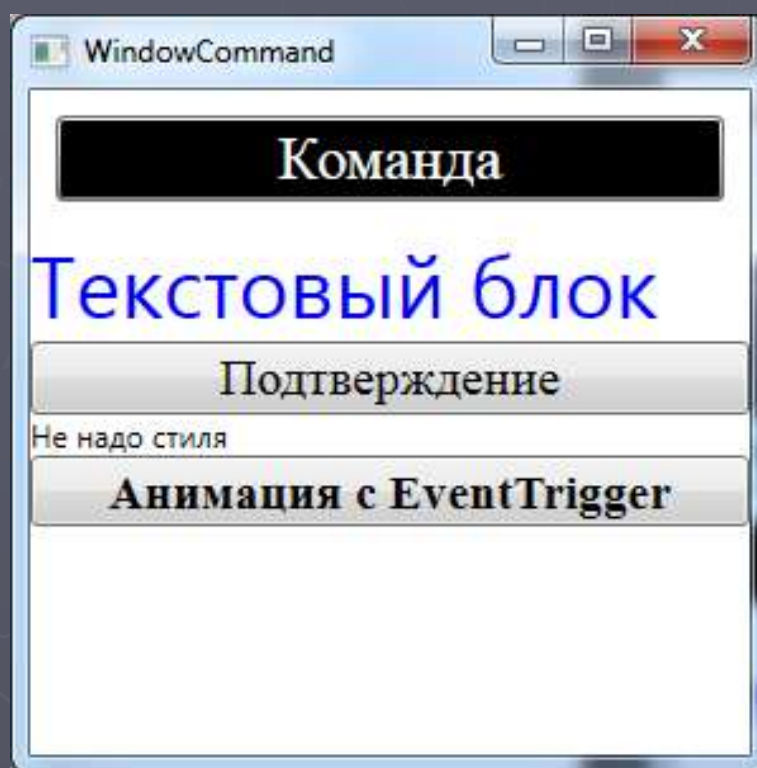 WindowCommand
Команда
Текстовый блок
Подтверждение
Не надо стиля
Анимация с EventTrigger